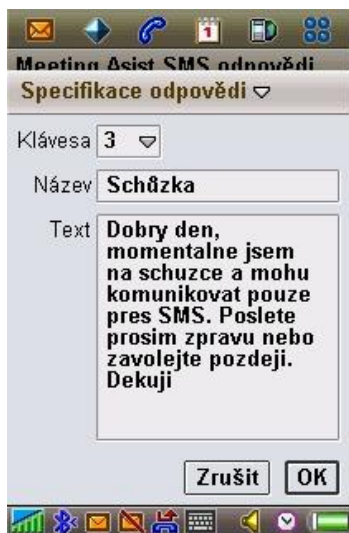 1
Meeting Asist SMS odpovědi
Specifikace odpovědi
Klávesa 3
Název Schůzka
Text Dobry den,
momentalne jsem
na schuzce a mohu
komunikovat pouze
pres SMS. Poslete
prosim zpravu nebo
zavolejte pozdeji.
Dekuji
Zrušit OK